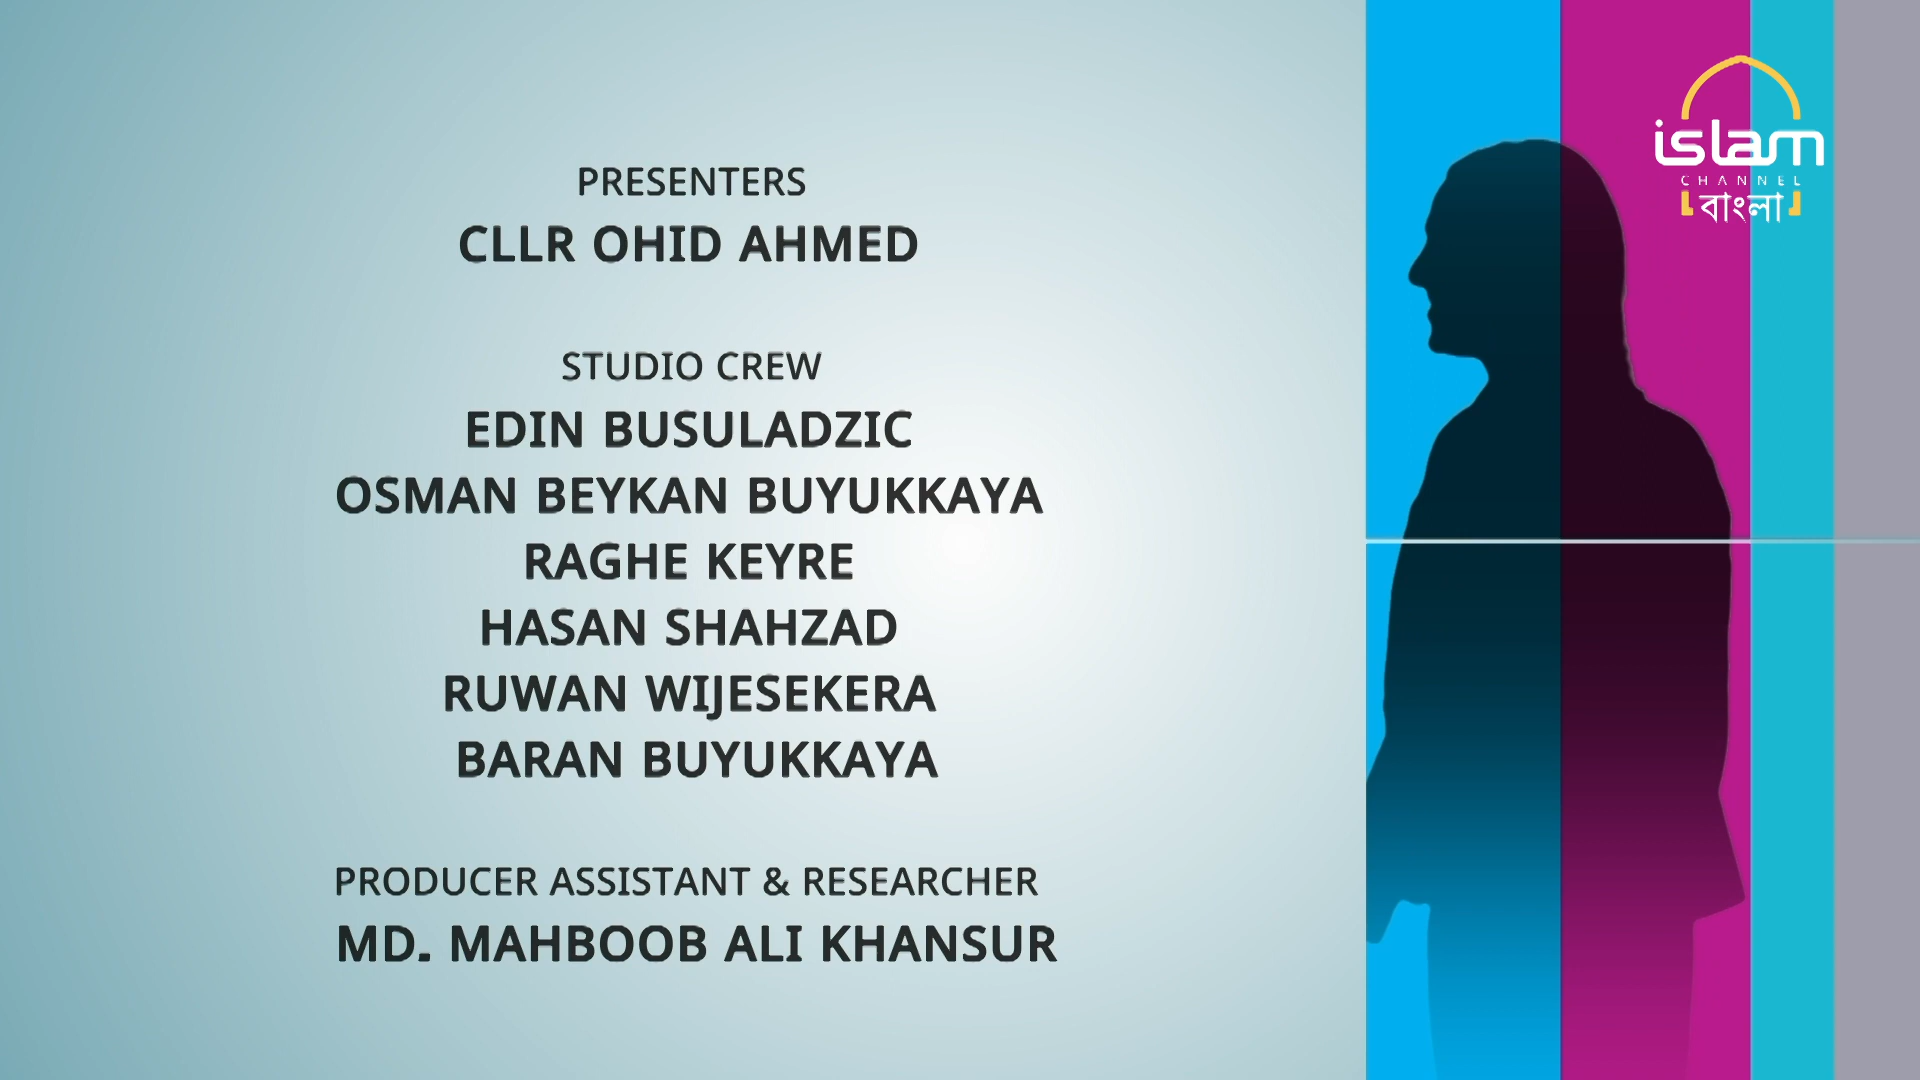 PRESENTERS
CLLR OHID AHMED
STUDIO CREW
EDIN BUSULADZIC
OSMAN BEYKAN BUYUKKAYA
RAGHE KEYRE
HASAN SHAHZAD
RUWAN WIJESEKERA
BARAN BUYUKKAYA
PRODUCER ASSISTANT & RESEARCHER
MD. MAHBOOB ALI KHANSUR
islam
CHANNEL
বাংলা